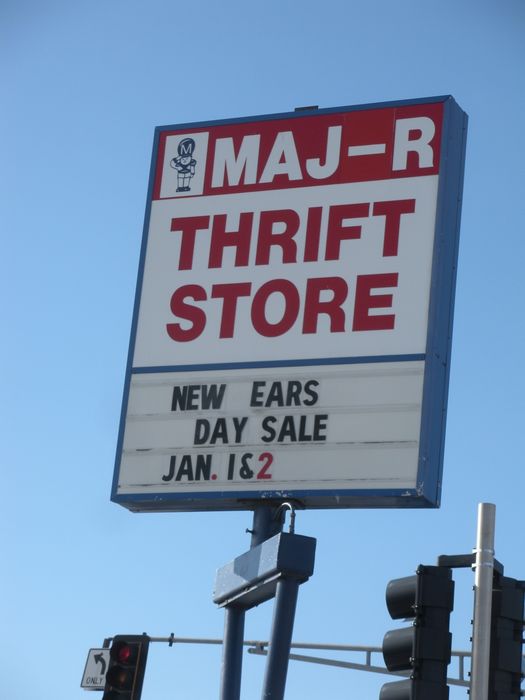 M
MAJ-R
THRIFT
STORE
NEW EARS
DAY SALE
JAN. 1&2
ONLY